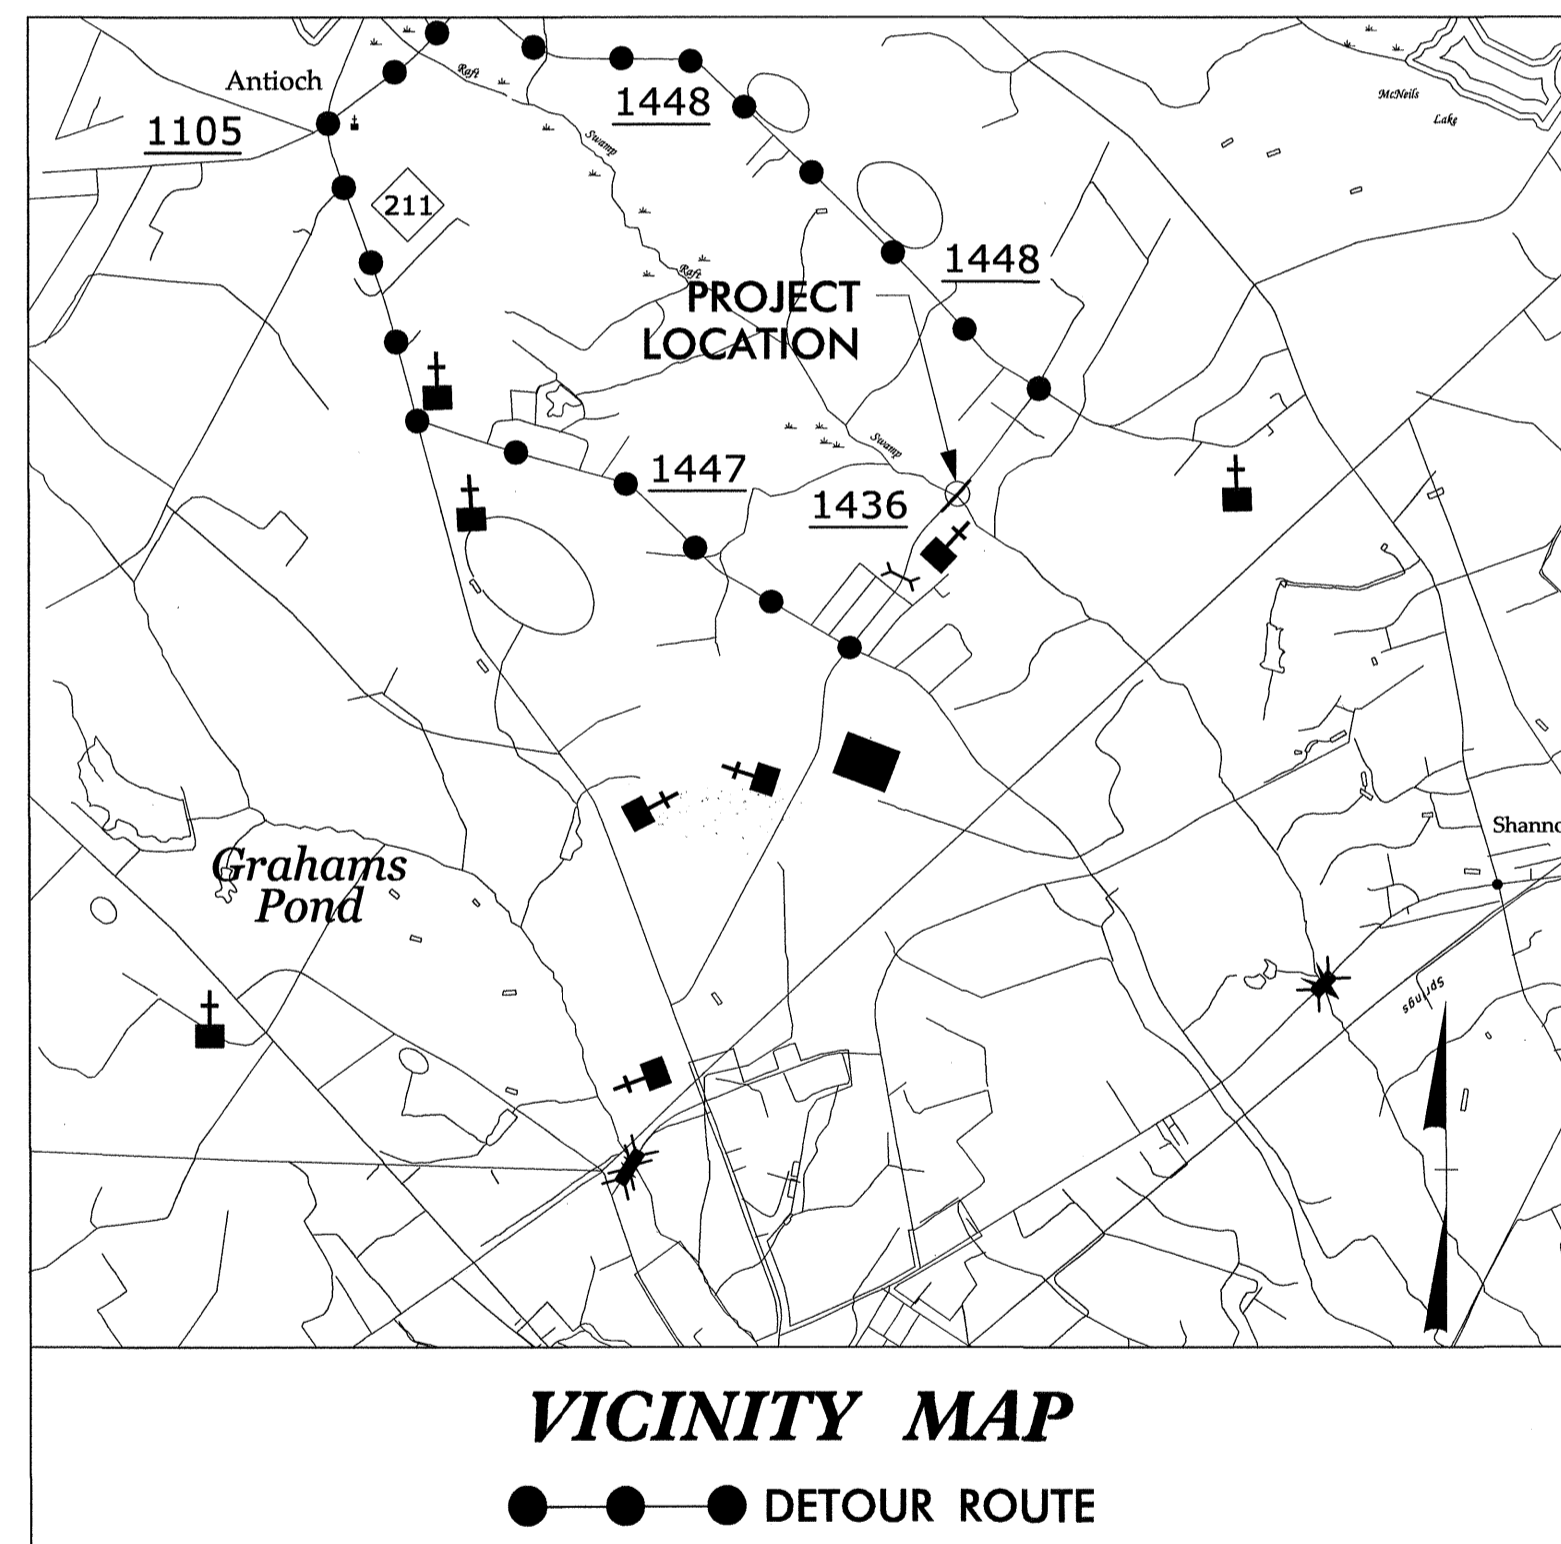 Antioch
1105
Raft
Swamp
1448
McNeils
Lake
211
Raft
PROJECT
LOCATION
1448
1447
1436
Swamp
Grahams
Pond
Shanno
Springs
VICINITY MAP
DETOUR ROUTE